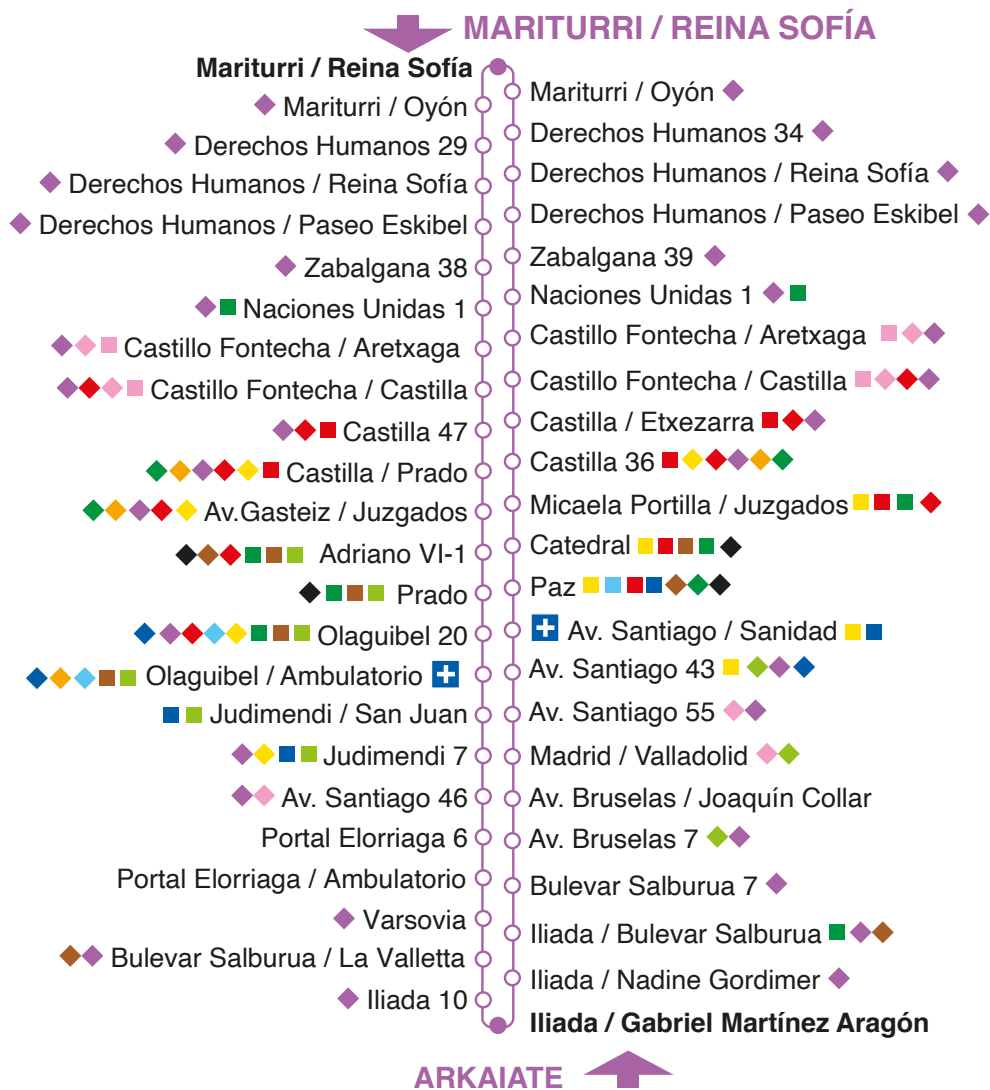 MARITURRI / REINA SOFÍA
Mariturri / Reina Sofía
Mariturri / Oyón
Derechos Humanos 29
Derechos Humanos / Reina Sofía
Derechos Humanos / Paseo Eskibel
Zabalgana 38
Naciones Unidas 1
Castillo Fontecha / Aretxaga
Castillo Fontecha / Castilla
Castilla 47
Castilla / Prado
Av.Gasteiz / Juzgados
Adriano VI-1
Prado
Olaguibel 20
Olaguibel / Ambulatorio
Judimendi / San Juan
Judimendi 7
Av. Santiago 46
Portal Elorriaga 6
Portal Elorriaga / Ambulatorio
Varsovia
Bulevar Salburua / La Valletta
Iliada 10
Mariturri / Oyón
Derechos Humanos 34
Derechos Humanos / Reina Sofía
Derechos Humanos / Paseo Eskibel
Zabalgana 39
Naciones Unidas 1
Castillo Fontecha / Aretxaga
Castillo Fontecha / Castilla
Castilla / Etxezarra
Castilla 36
Micaela Portilla / Juzgados
Catedral
Paz
Av. Santiago / Sanidad
Av. Santiago 43
Av. Santiago 55
Madrid / Valladolid
Av. Bruselas / Joaquín Collar
Av. Bruselas 7
Bulevar Salburua 7
Iliada / Bulevar Salburua
Iliada / Nadine Gordimer
Iliada / Gabriel Martínez Aragón
ARKAIATE